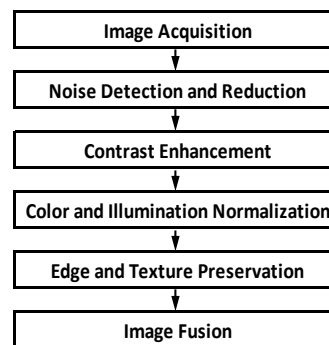 Image Acquisition
Noise Detection and Reduction
Contrast Enhancement
Color and Illumination Normalization
Edge and Texture Preservation
Image Fusion